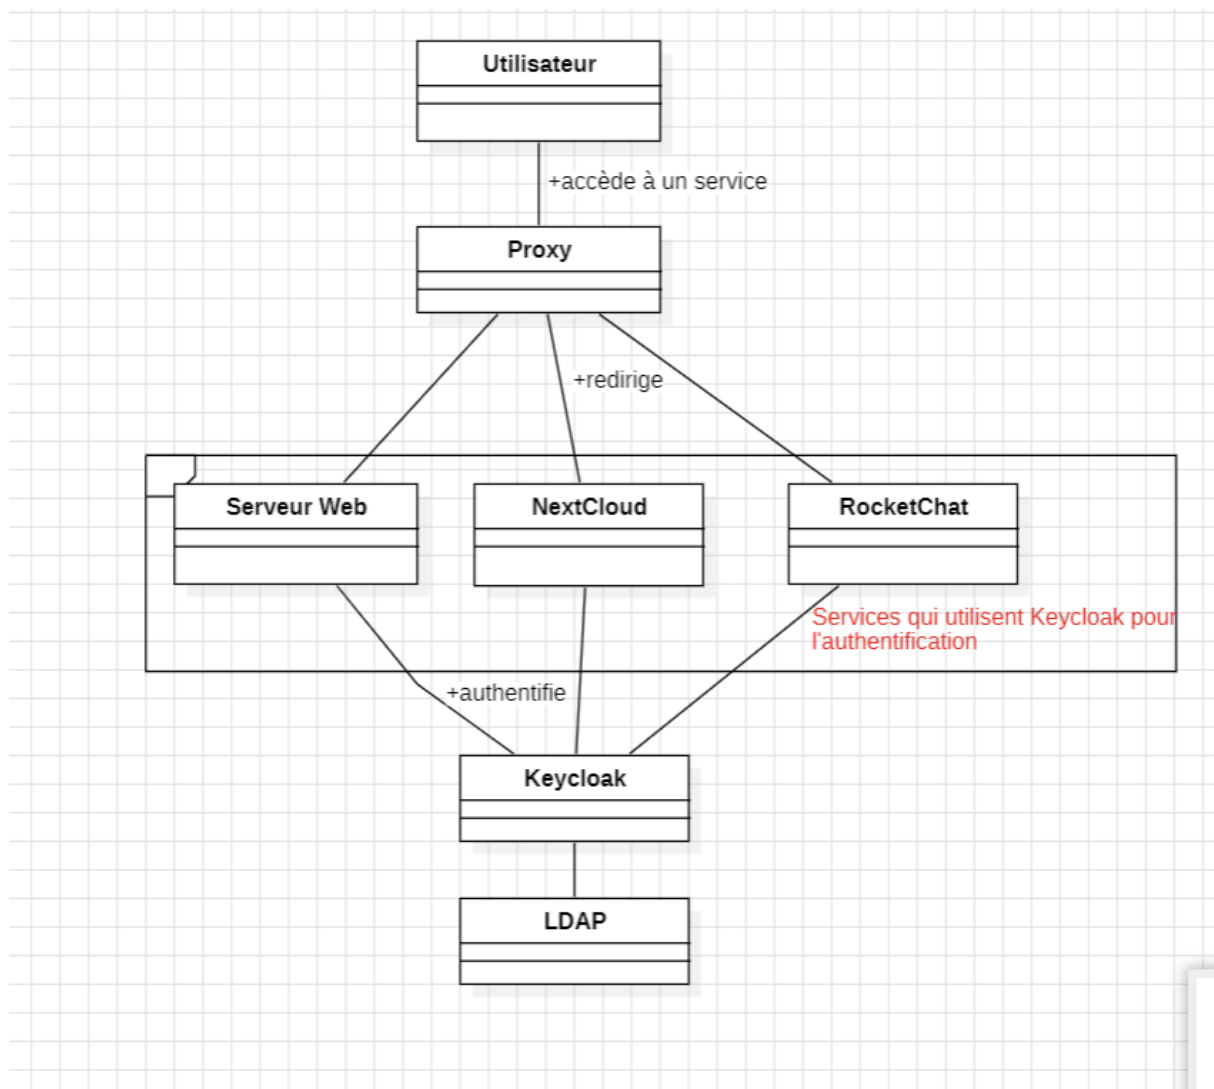 Utilisateur
+accède à un service
Proxy
+redirige
Serveur Web
NextCloud
RocketChat
Services qui utilisent Keycloak pour
l'authentification
+authentifie
Keycloak
LDAP